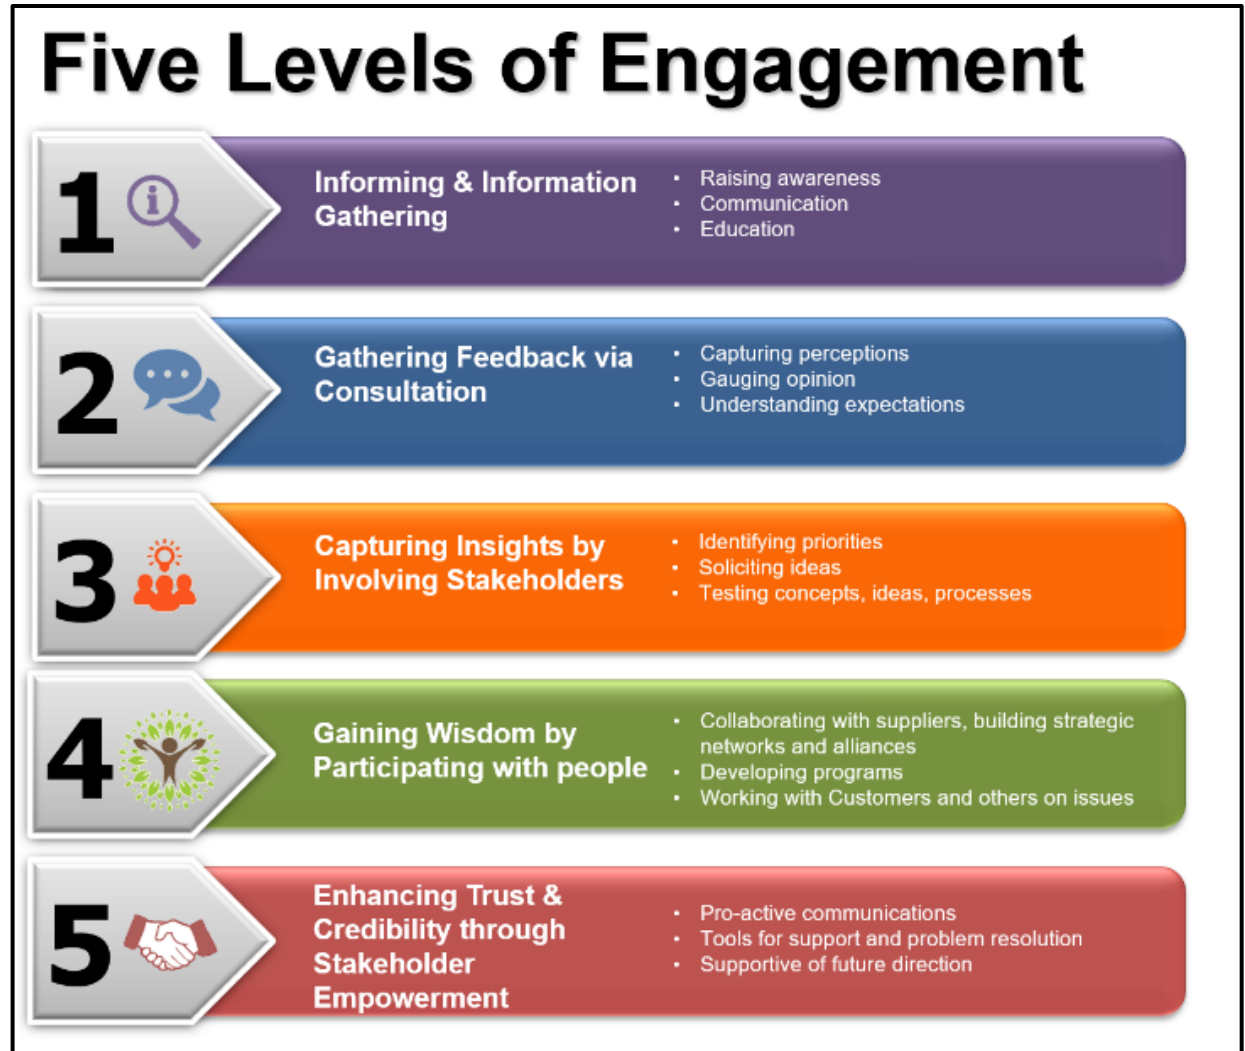 Five Levels of Engagement
1
Informing & Information
Gathering
• Raising awareness
• Communication
• Education
2
Gathering Feedback via
Consultation
• Capturing perceptions
• Gauging opinion
• Understanding expectations
3
Capturing Insights by
Involving Stakeholders
• Identifying priorities
• Soliciting ideas
• Testing concepts, ideas, processes
4
Gaining Wisdom by
Participating with people
• Collaborating with suppliers, building strategic
networks and alliances
• Developing programs
• Working with Customers and others on issues
5
Enhancing Trust &
Credibility through
Stakeholder
Empowerment
• Pro-active communications
• Tools for support and problem resolution
• Supportive of future direction